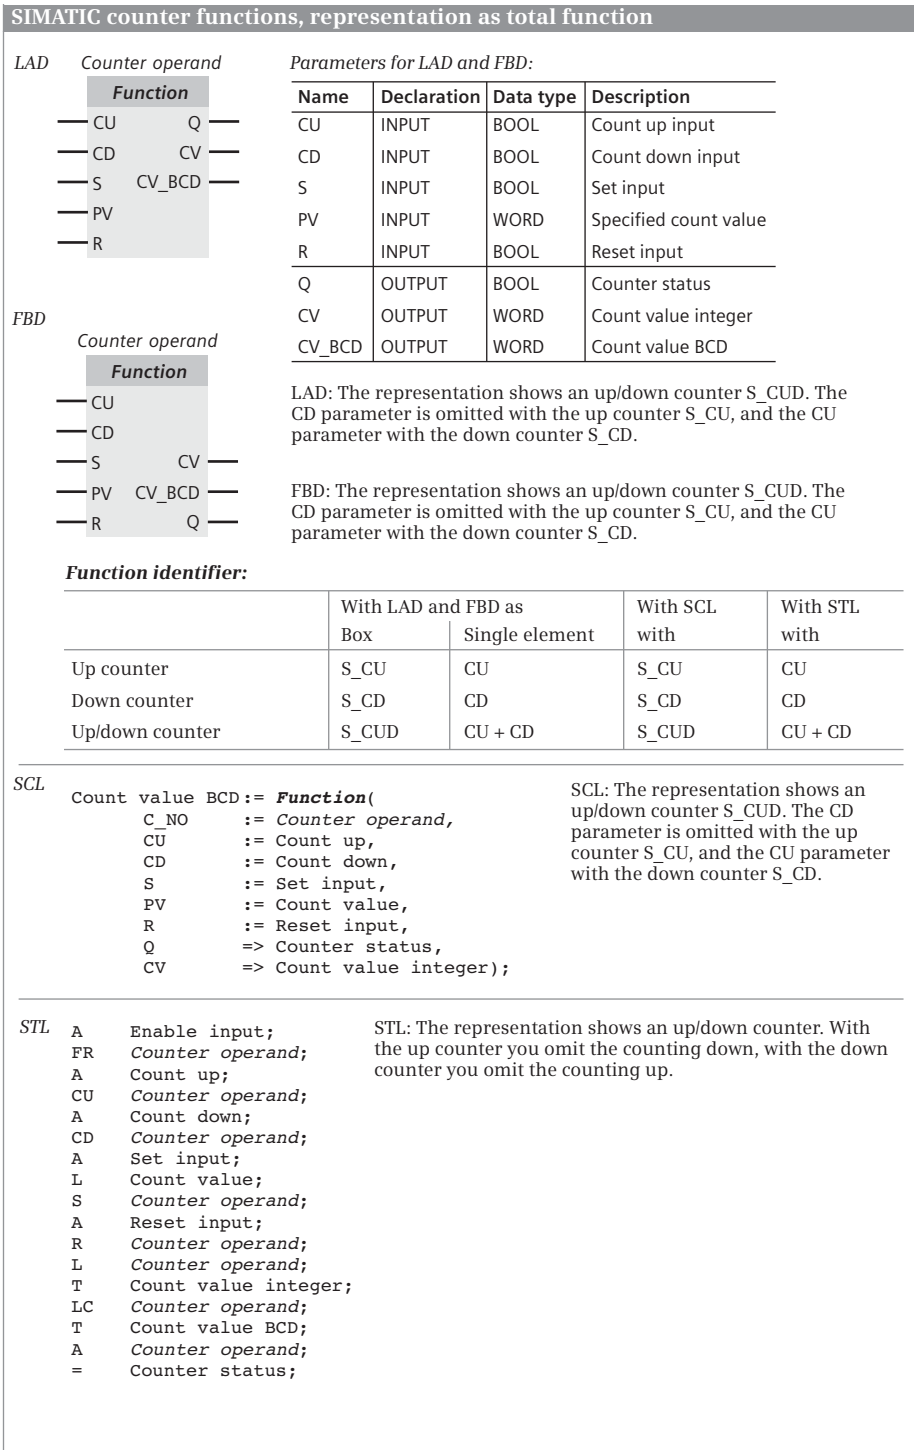 SIMATIC counter functions, representation as total function
LAD
Counter operand
Function
CU Q
CD CV
S CV_BCD
PV
R
Parameters for LAD and FBD:
Name Declaration Data type Description
CU INPUT BOOL Count up input
CD INPUT BOOL Count down input
S INPUT BOOL Set input
PV INPUT WORD Specified count value
R INPUT BOOL Reset input
Q OUTPUT BOOL Counter status
CV OUTPUT WORD Count value integer
CV_BCD OUTPUT WORD Count value BCD
FBD
Counter operand
Function
CU
CD
S CV
PV CV_BCD
R Q
LAD: The representation shows an up/down counter S_CUD. The
CD parameter is omitted with the up counter S_CU, and the CU
parameter with the down counter S_CD.
FBD: The representation shows an up/down counter S_CUD. The
CD parameter is omitted with the up counter S_CU, and the CU
parameter with the down counter S_CD.
Function identifier:
With LAD and FBD as With SCL With STL
Box Single element with with
Up counter S_CU CU S_CU CU
Down counter S_CD CD S_CD CD
Up/down counter S_CUD CU + CD S_CUD CU + CD
SCL
Count value BCD:= Function(
C_NO := Counter operand,
CU := Count up,
CD := Count down,
S := Set input,
PV := Count value,
R := Reset input,
Q => Counter status,
CV => Count value integer);
SCL: The representation shows an
up/down counter S_CUD. The CD
parameter is omitted with the up
counter S_CU, and the CU parameter
with the down counter S_CD.
STL
A Enable input;
FR Counter operand;
A Count up;
CU Counter operand;
A Count down;
CD Counter operand;
A Set input;
L Count value;
S Counter operand;
A Reset input;
R Counter operand;
L Counter operand;
T Count value integer;
LC Counter operand;
T Count value BCD;
A Counter operand;
= Counter status;
STL: The representation shows an up/down counter. With
the up counter you omit the counting down, with the down
counter you omit the counting up.